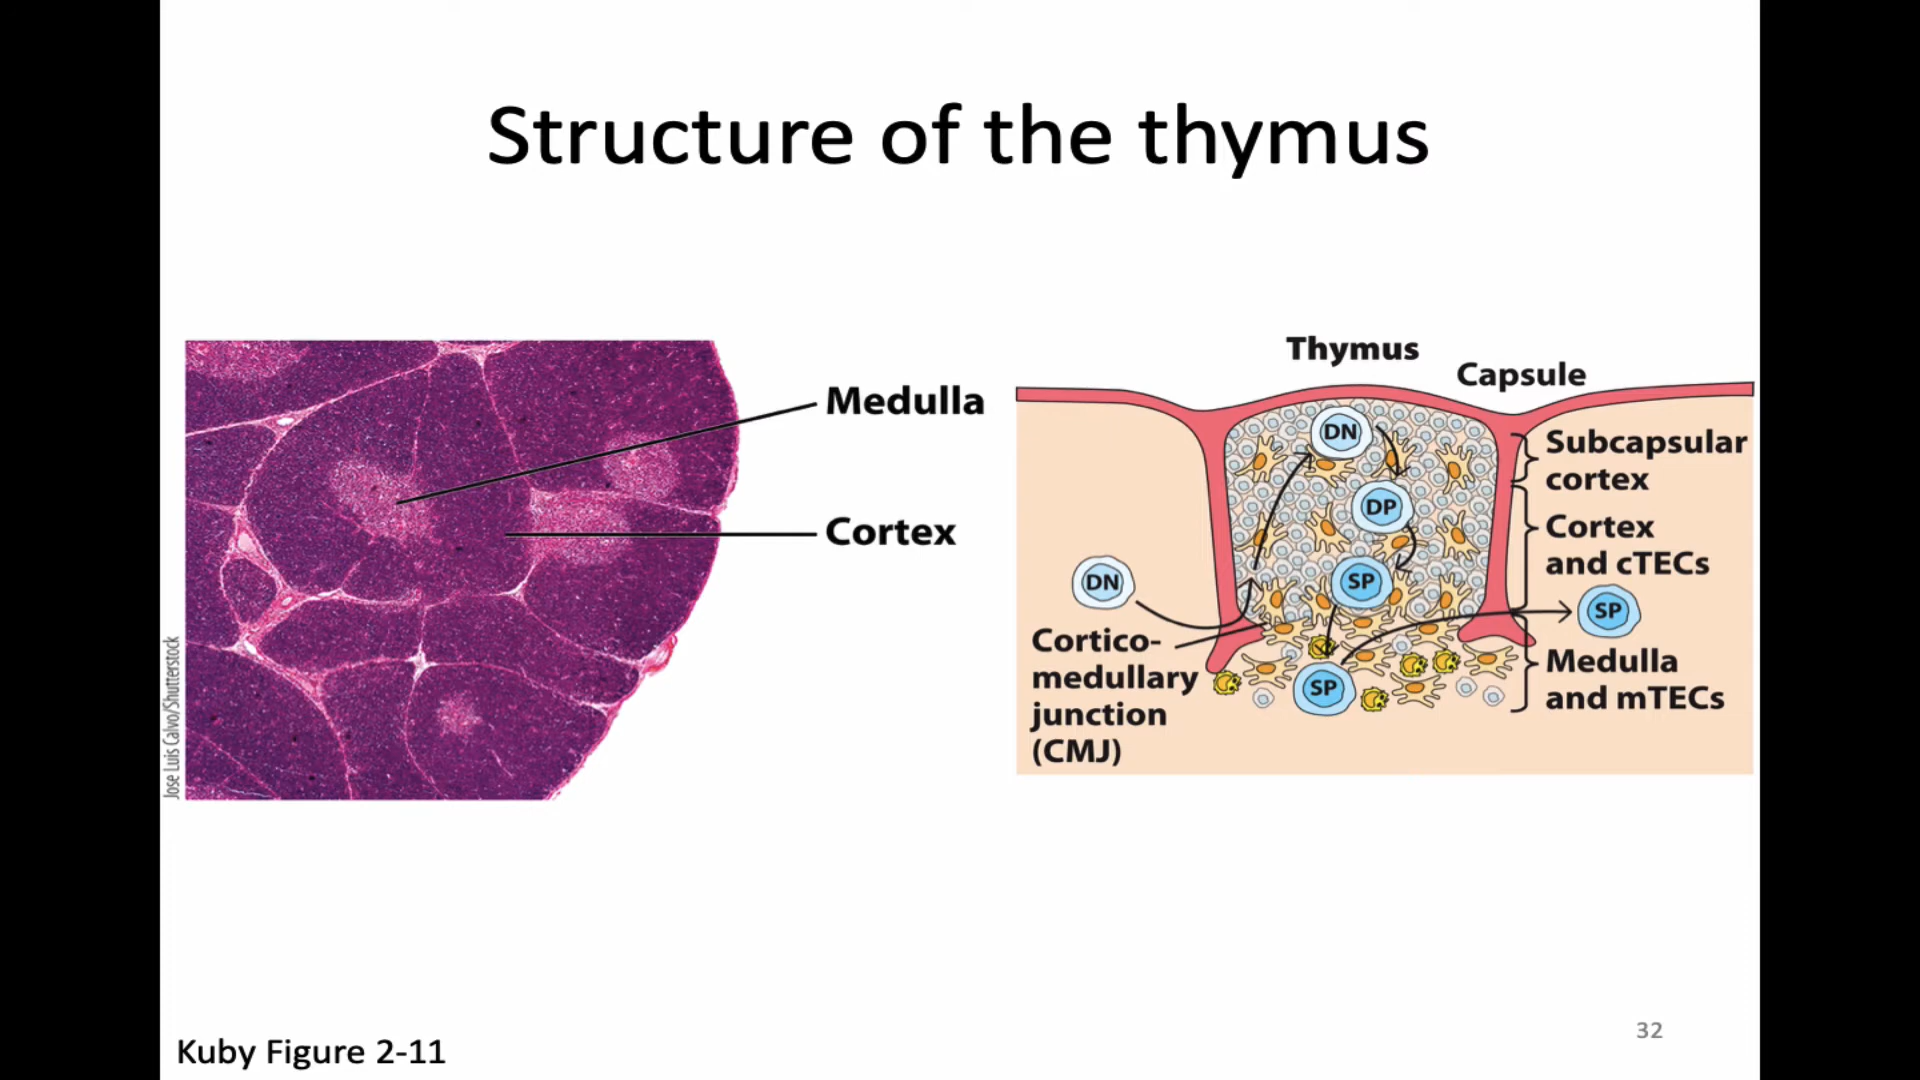 Structure of the thymus
Medulla
Cortex
Jose Luis Calvo/Shutterstock
Thymus
Capsule
DN
Subcapsular
cortex
DP
Cortex
and cTECs
DN
SP
SP
Cortico-
medullary
junction
(CMJ)
SP
Medulla
and mTECs
Kuby Figure 2-11
32